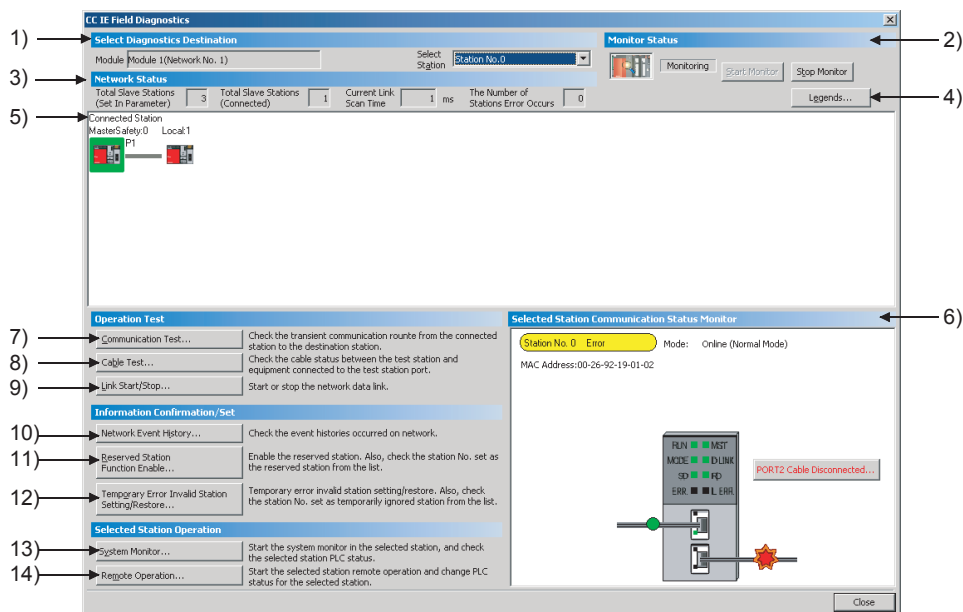 CC IE Field Diagnostics
1)
Select Diagnostics Destination
Module Module 1(Network No. 1)
Select Station
Station No.0
Monitor Status
2)
Monitoring
Start Monitor
Stop Monitor
3)
Network Status
Total Slave Stations (Set In Parameter) 3
Total Slave Stations (Connected) 1
Current Link Scan Time 1 ms
The Number of Stations Error Occurs 0
Legends...
4)
5)
Connected Station
MasterSafety:0 Local:1
P1
Operation Test
7)
Communication Test...
Check the transient communication rounte from the connected
station to the destination station.
8)
Cable Test...
Check the cable status between the test station and
equipment connected to the test station port.
9)
Link Start/Stop...
Start or stop the network data link.
Information Confirmation/Set
10)
Network Event History...
Check the event histories occurred on network.
11)
Reserved Station
Function Enable...
Enable the reserved station. Also, check the station No. set as
the reserved station from the list.
12)
Temporary Error Invalid Station
Setting/Restore...
Temporary error invalid station setting/restore. Also, check
the station No. set as temporarily ignored station from the list.
Selected Station Operation
13)
System Monitor...
Start the system monitor in the selected station, and check
the selected station PLC status.
14)
Remote Operation...
Start the selected station remote operation and change PLC
status for the selected station.
Selected Station Communication Status Monitor
6)
Station No. 0 Error
Mode: Online (Normal Mode)
MAC Address:00-26-92-19-01-02
RUN MST
MODE D LINK
SD RD
ERR. L ERR.
PORT2 Cable Disconnected...
Close